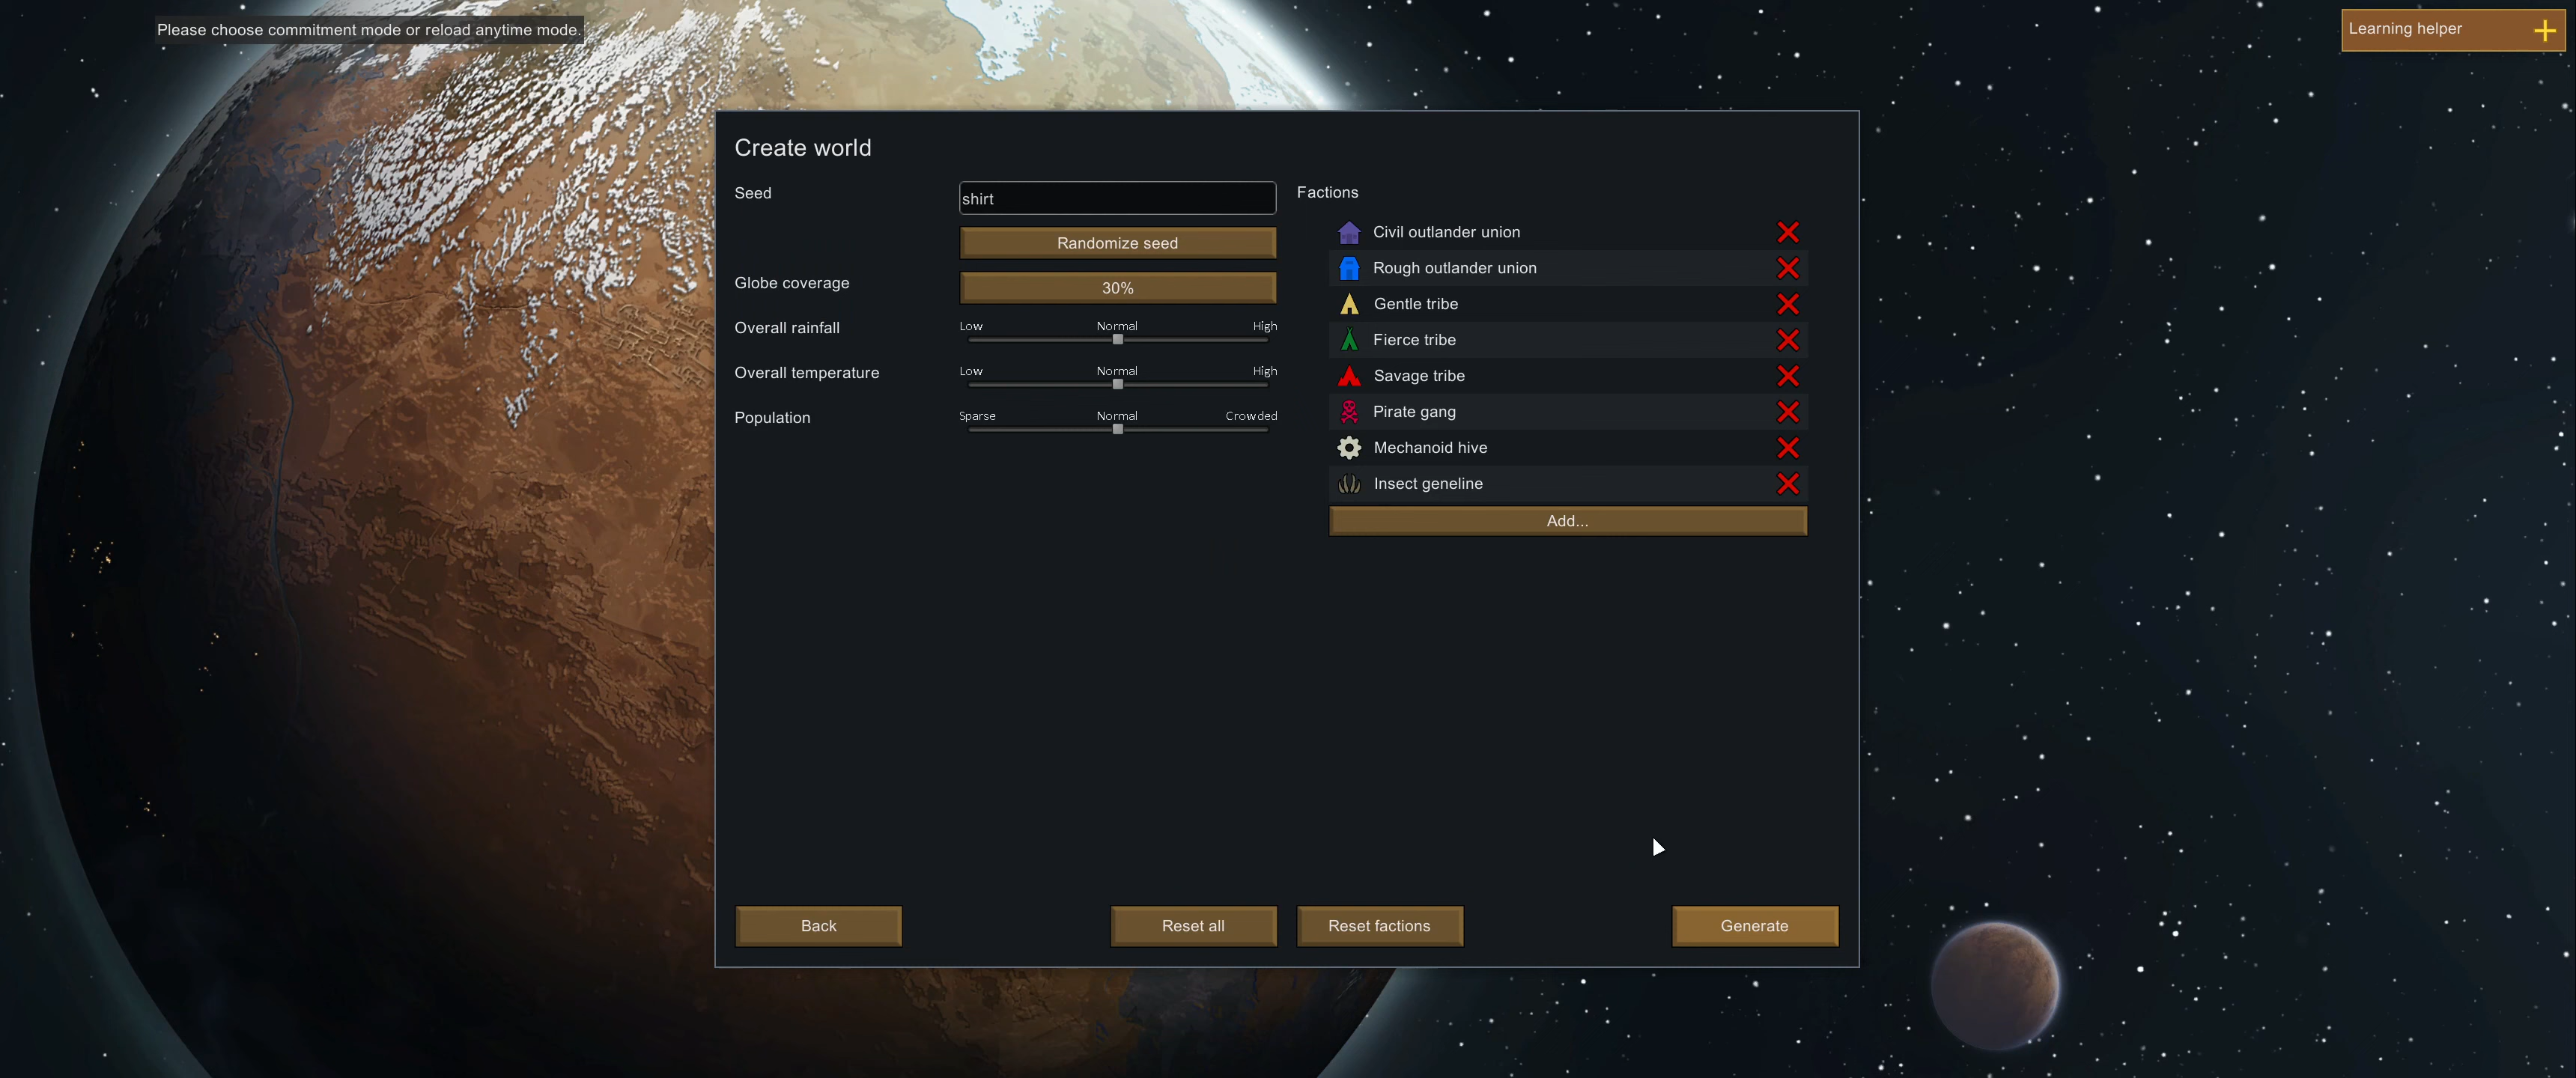 Please choose commitment mode or reload anytime mode.
Learning helper
Create world
Seed
shirt
Randomize seed
Globe coverage
30%
Overall rainfall
Low Normal High
Overall temperature
Low Normal High
Population
Sparse Normal Crowded
Factions
Civil outlander union
Rough outlander union
Gentle tribe
Fierce tribe
Savage tribe
Pirate gang
Mechanoid hive
Insect geneline
Add...
Back
Reset all
Reset factions
Generate